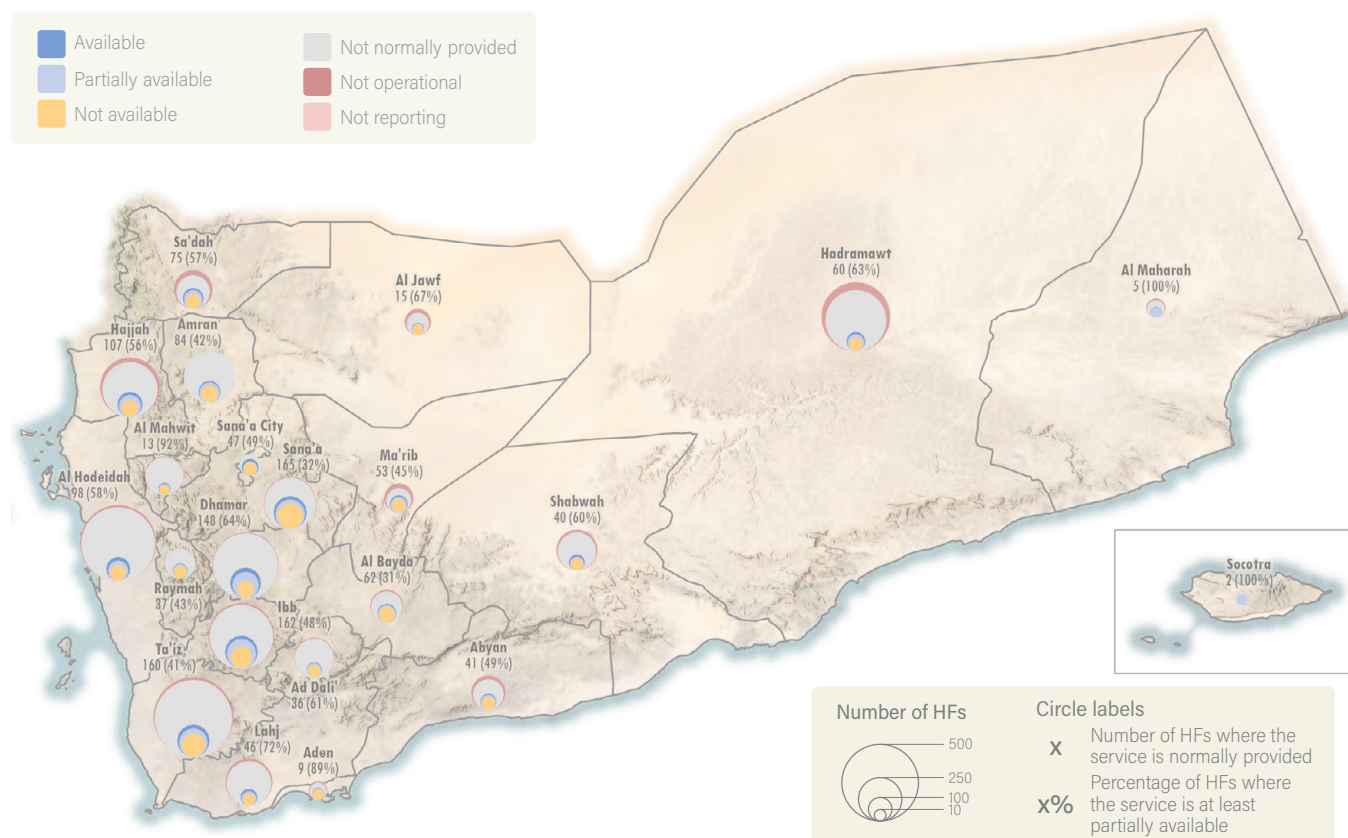 Available
Partially available
Not available
Not normally provided
Not operational
Not reporting
Sa'dah
75 (57%)
Al Jawf
15 (67%)
Hadramawt
60 (63%)
Al Maharah
5 (100%)
Hajjah
107 (56%)
Amran
84 (42%)
Al Mahwit
13 (92%)
Sana'a City
47 (49%)
Sana'a
165 (32%)
Ma'rib
53 (45%)
Al Hodeidah
98 (58%)
Dhamar
148 (64%)
Shabwah
40 (60%)
Al Bayda
62 (31%)
Raymah
37 (43%)
Ibb
162 (48%)
Socotra
2 (100%)
Ta'iz
160 (41%)
Ad Dali'
36 (61%)
Abyan
41 (49%)
Lahj
46 (72%)
Aden
9 (89%)
Number of HFs
500
250
100
10
Circle labels
x
Number of HFs where the
service is normally provided
x%
Percentage of HFs where
the service is at least
partially available